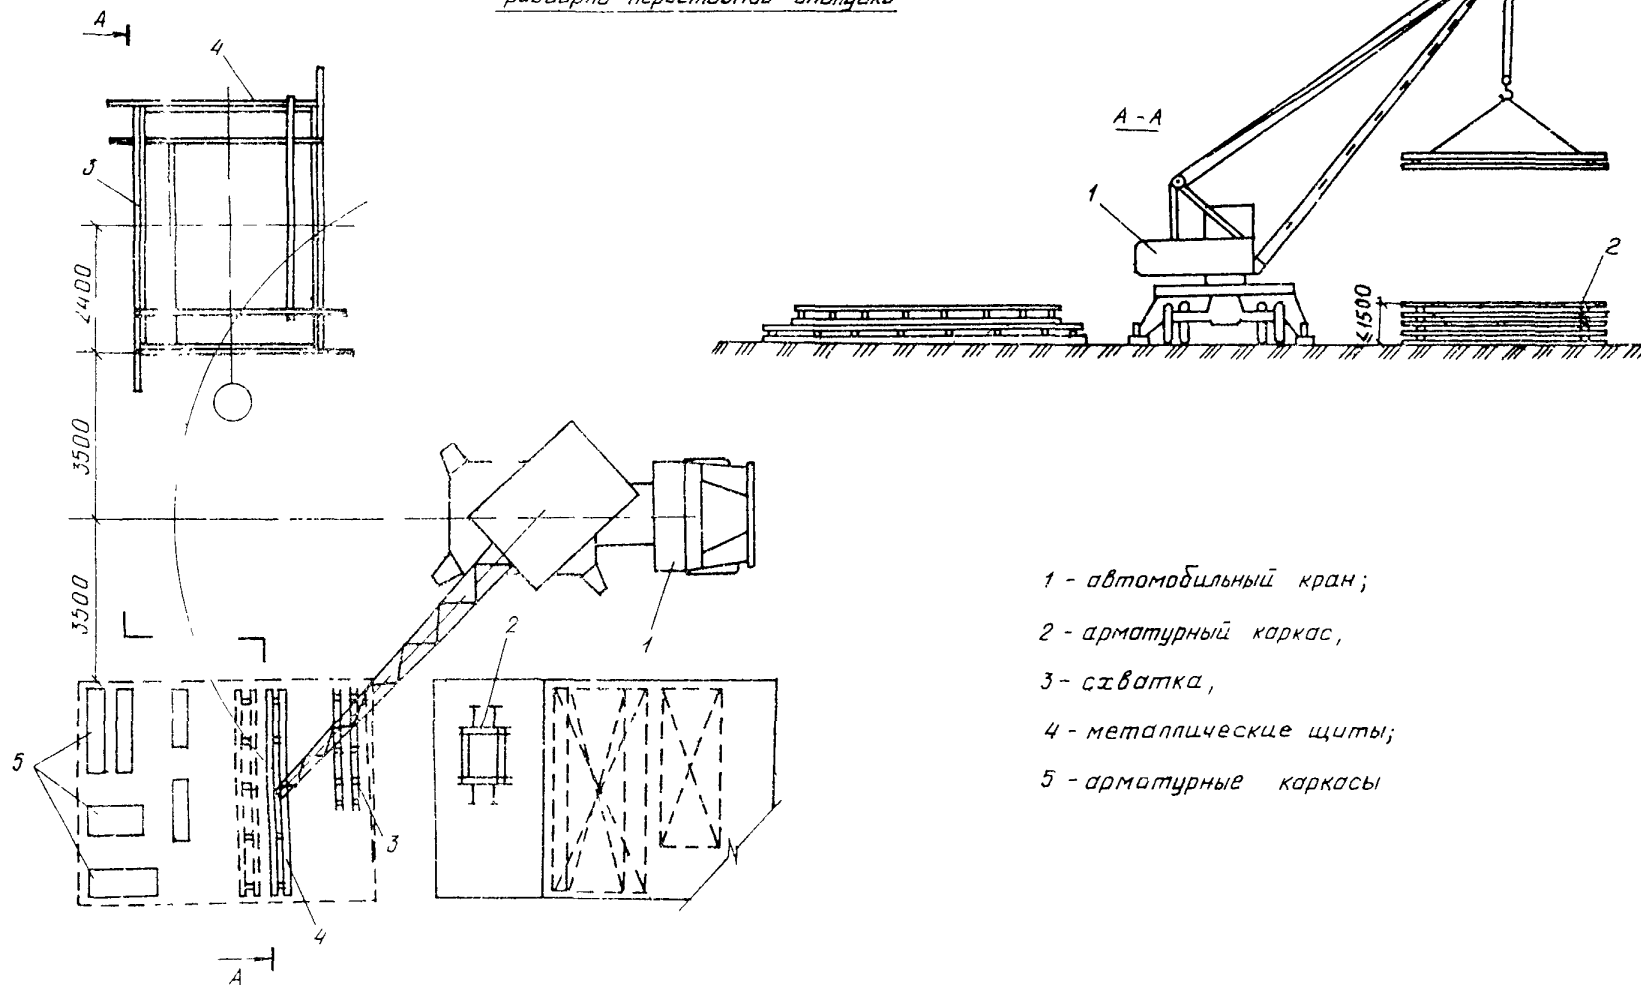 А
4
А-А
1
3
2
2400
≤1500
3500
3500
1 - автомобильный кран;
2
1
2 - арматурный каркас,
3 - схватка,
4 - металлические щиты;
5
3
5 - арматурные каркасы
4
А